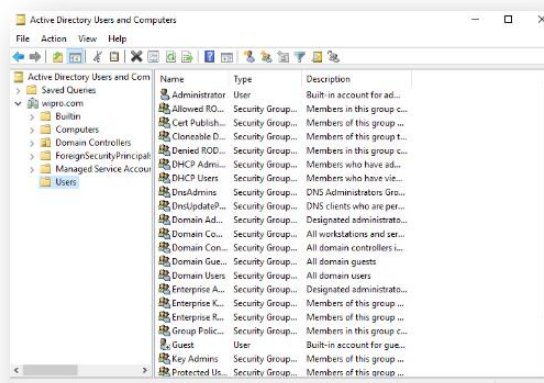 Active Directory Users and Computers
File Action View Help
Active Directory Users and Com
Saved Queries
wipro.com
Builtin
Computers
Domain Controllers
ForeignSecurityPrincipals
Managed Service Accour
Users
Name Type Description
Administrator User Built-in account for ad...
Allowed RO... Security Group... Members in this group c...
Cert Publish... Security Group... Members of this group ...
Cloneable D... Security Group... Members of this group t...
Denied ROD... Security Group... Members in this group c...
DHCP Admi... Security Group... Members who have ad...
DHCP Users Security Group... Members who have vie...
DnsAdmins Security Group... DNS Administrators Gro...
DnsUpdateP... Security Group... DNS clients who are per...
Domain Ad... Security Group... Designated administrato...
Domain Co... Security Group... All workstations and ser...
Domain Con... Security Group... All domain controllers i...
Domain Gue... Security Group... All domain guests
Domain Users Security Group... All domain users
Enterprise A... Security Group... Designated administrato...
Enterprise K... Security Group... Members of this group ...
Enterprise R... Security Group... Members of this group ...
Group Polic... Security Group... Members in this group c...
Guest User Built-in account for gue...
Key Admins Security Group... Members of this group ...
Protected Us... Security Group... Members of this group ...